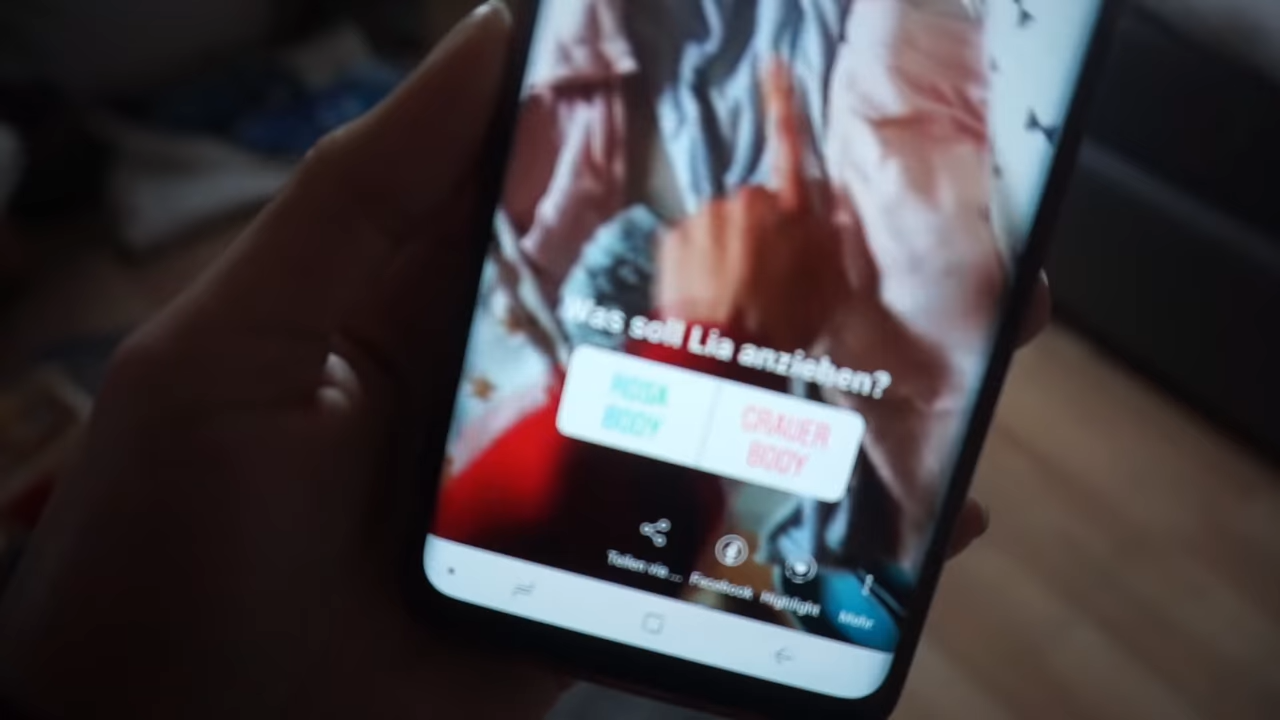 Was soll Lia anziehen?
ROSA
BODY
GRAUER
BODY
Teilen via ...
Facebook
Highlight
Mehr